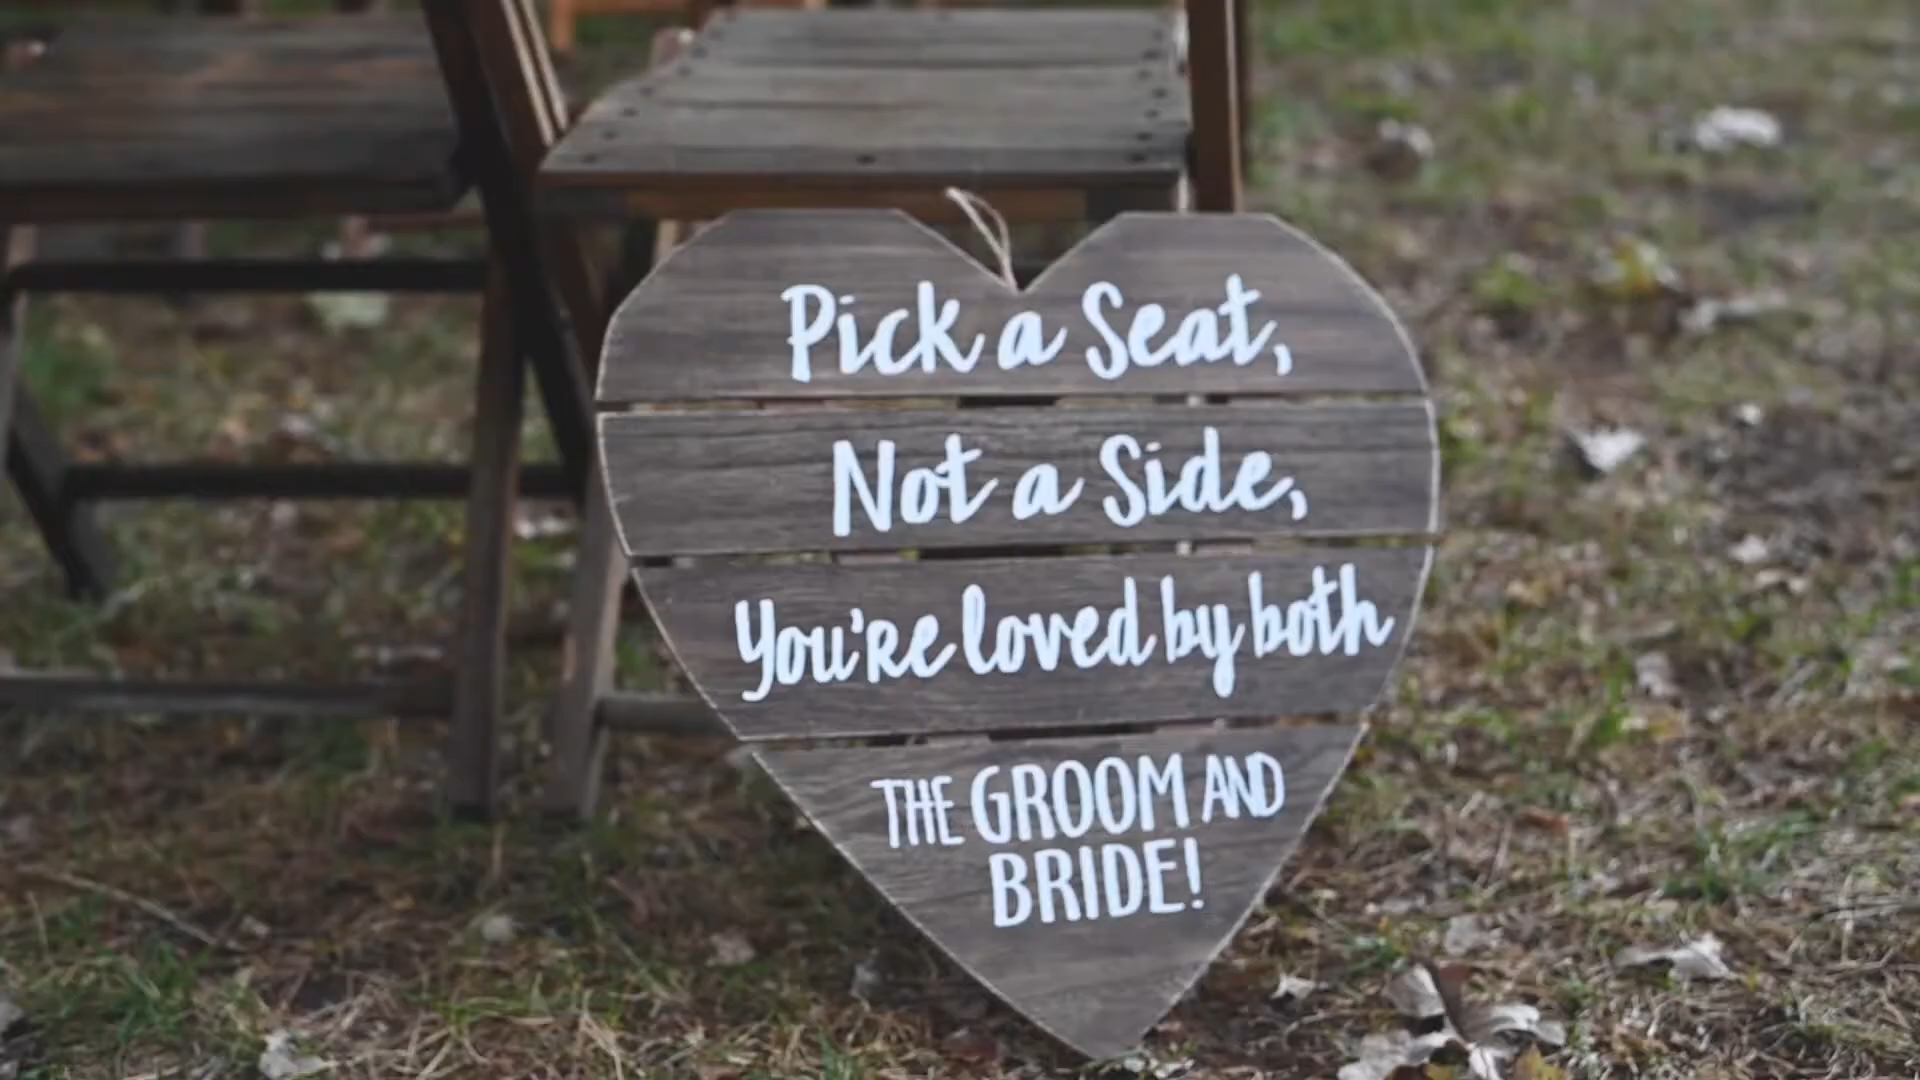 Pick a Seat,
Not a Side,
You're loved by both
THE GROOM AND
BRIDE!